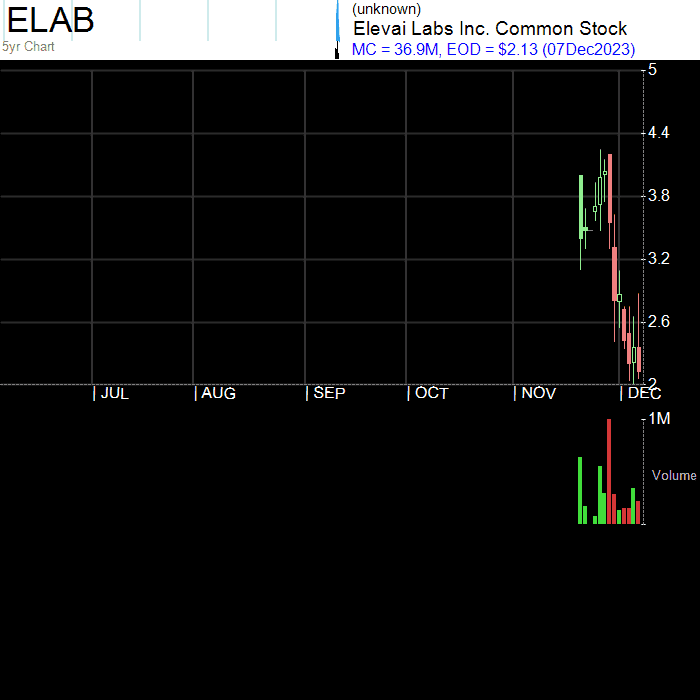 ELAB
5yr Chart
(unknown)
Elevai Labs Inc. Common Stock
MC = 36.9M, EOD = $2.13 (07Dec2023)
5
4.4
3.8
3.2
2.6
2
JUL AUG SEP OCT NOV DEC
1M
Volume